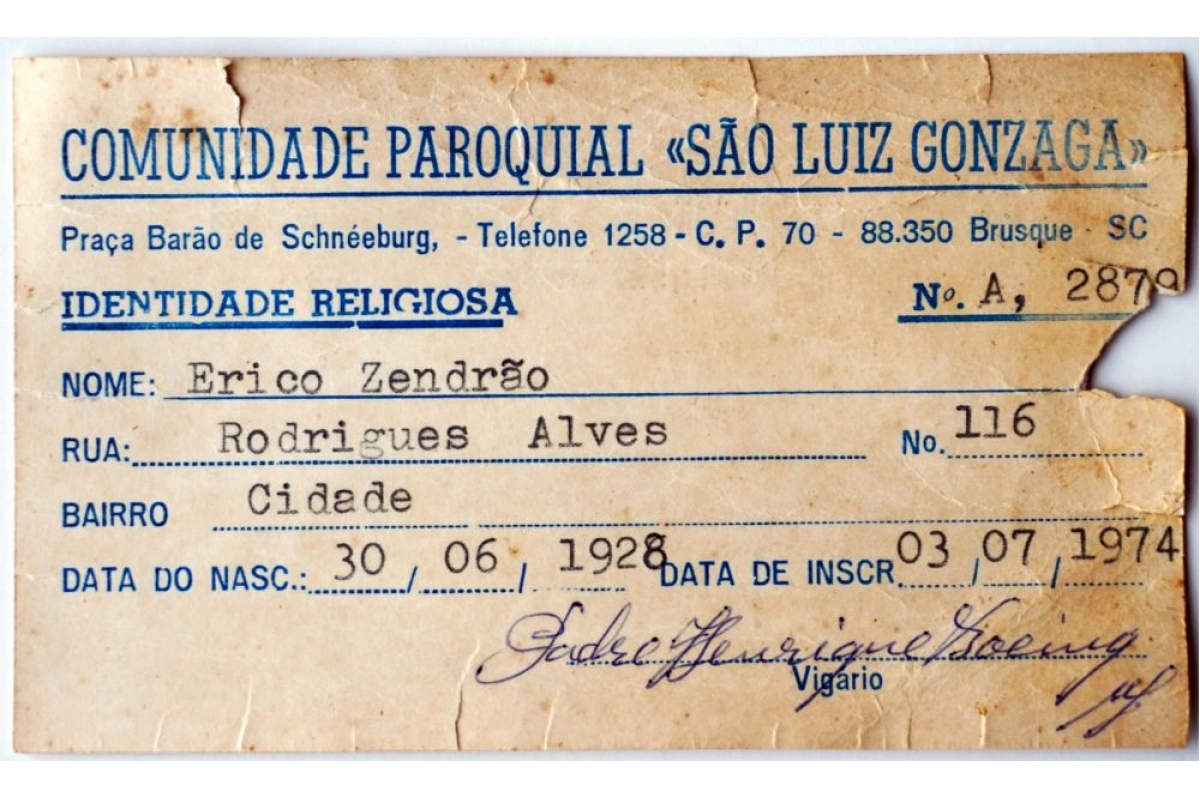 COMUNIDADE PAROQUIAL «SÃO LUIZ GONZAGA»
Praça Barão de Schnéeburg, - Telefone 1258 - C. P. 70 - 88.350 Brusque - SC
IDENTIDADE RELIGIOSA Nº. A, 2879
NOME: Erico Zendrão
RUA: Rodrigues Alves No. 116
BAIRRO Cidade
DATA DO NASC.: 30 / 06 / 1928 DATA DE INSCR. 03 / 07 / 1974
Padre Henrique
Vigário